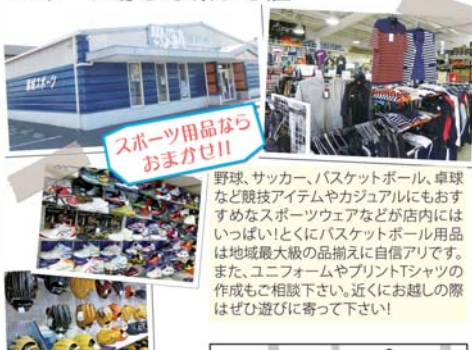 スポーツ用品なら
おまかせ!!
野球、サッカー、バスケットボール、卓球
など競技アイテムやカジュアルにもおす
すめなスポーツウェアなどが店内には
いっぱい!とくにバスケットボール用品
は地域最大級の品揃えに自信アリです。
また、ユニフォームやプリントTシャツの
作成もご相談下さい。近くにお越しの際
はぜひ遊びに寄って下さい!